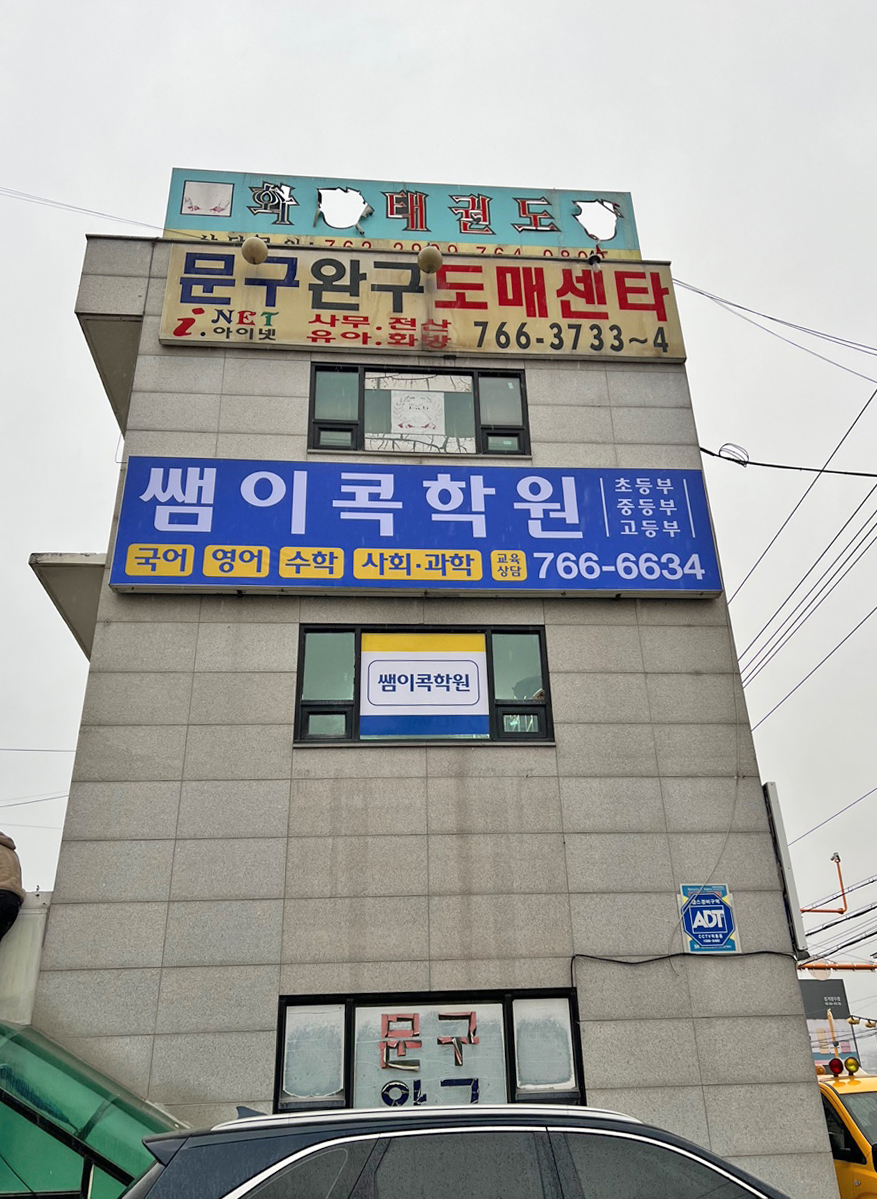 화 태권도
문구완구도매센타
i.NET 아이넷
사무.전산
유아.화방
766-3733~4
쌤이콕학원
초등부
중등부
고등부
국어 영어 수학 사회·과학 교육상담 766-6634
쌤이콕학원
ADT
문구